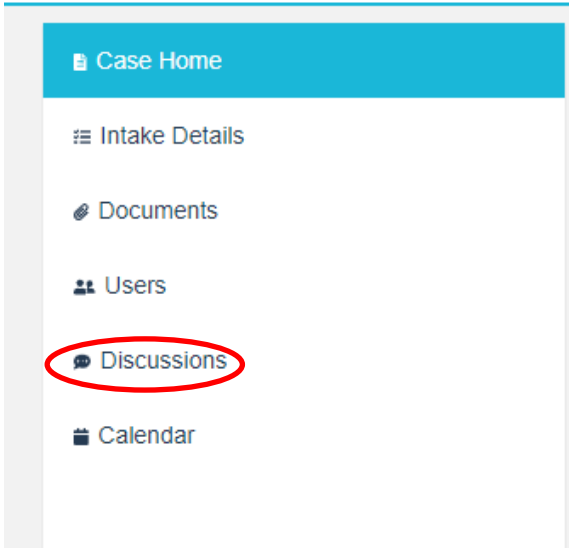 Case Home
Intake Details
Documents
Users
Discussions
Calendar